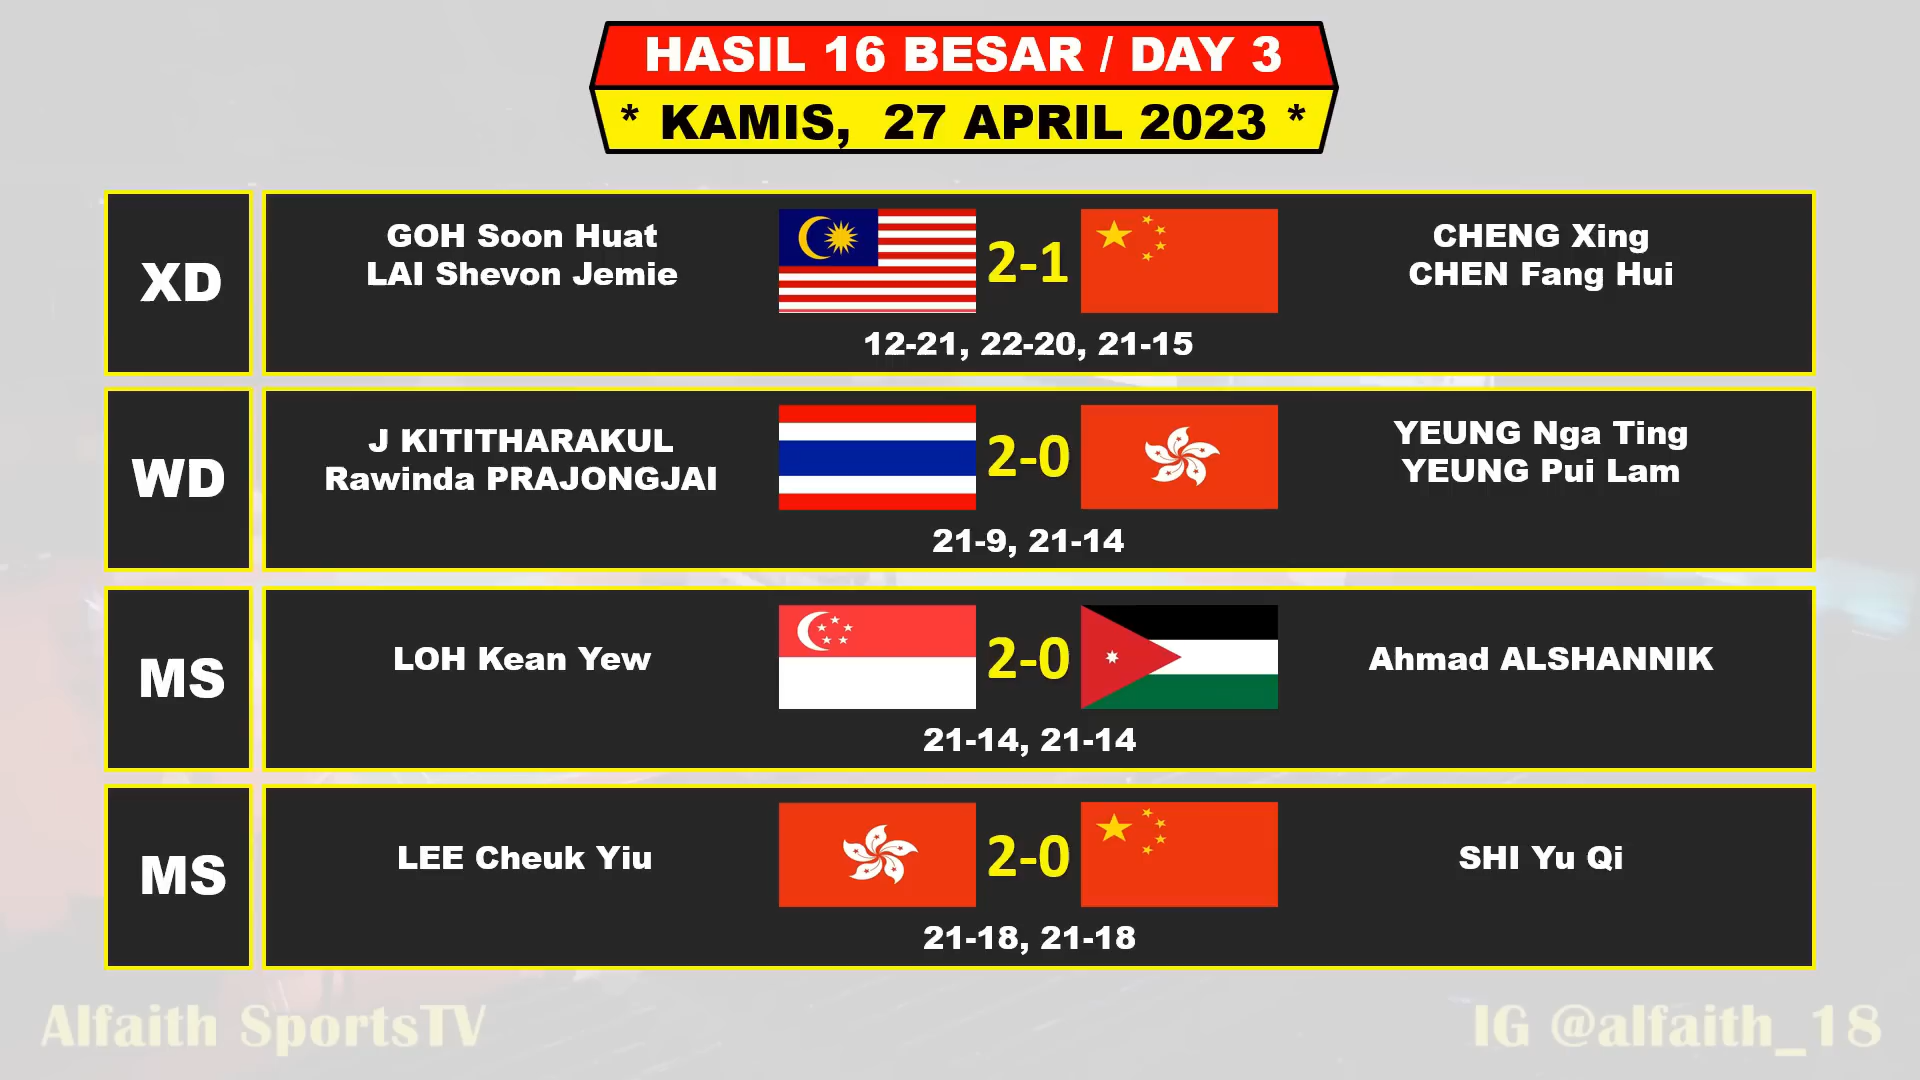 HASIL 16 BESAR / DAY 3
* KAMIS, 27 APRIL 2023 *
XD
GOH Soon Huat
LAI Shevon Jemie
2-1
CHENG Xing
CHEN Fang Hui
12-21, 22-20, 21-15
WD
J KITITHARAKUL
Rawinda PRAJONGJAI
2-0
YEUNG Nga Ting
YEUNG Pui Lam
21-9, 21-14
MS
LOH Kean Yew
2-0
Ahmad ALSHANNIK
21-14, 21-14
MS
LEE Cheuk Yiu
2-0
SHI Yu Qi
21-18, 21-18
Alfaith SportsTV
IG @alfaith_18